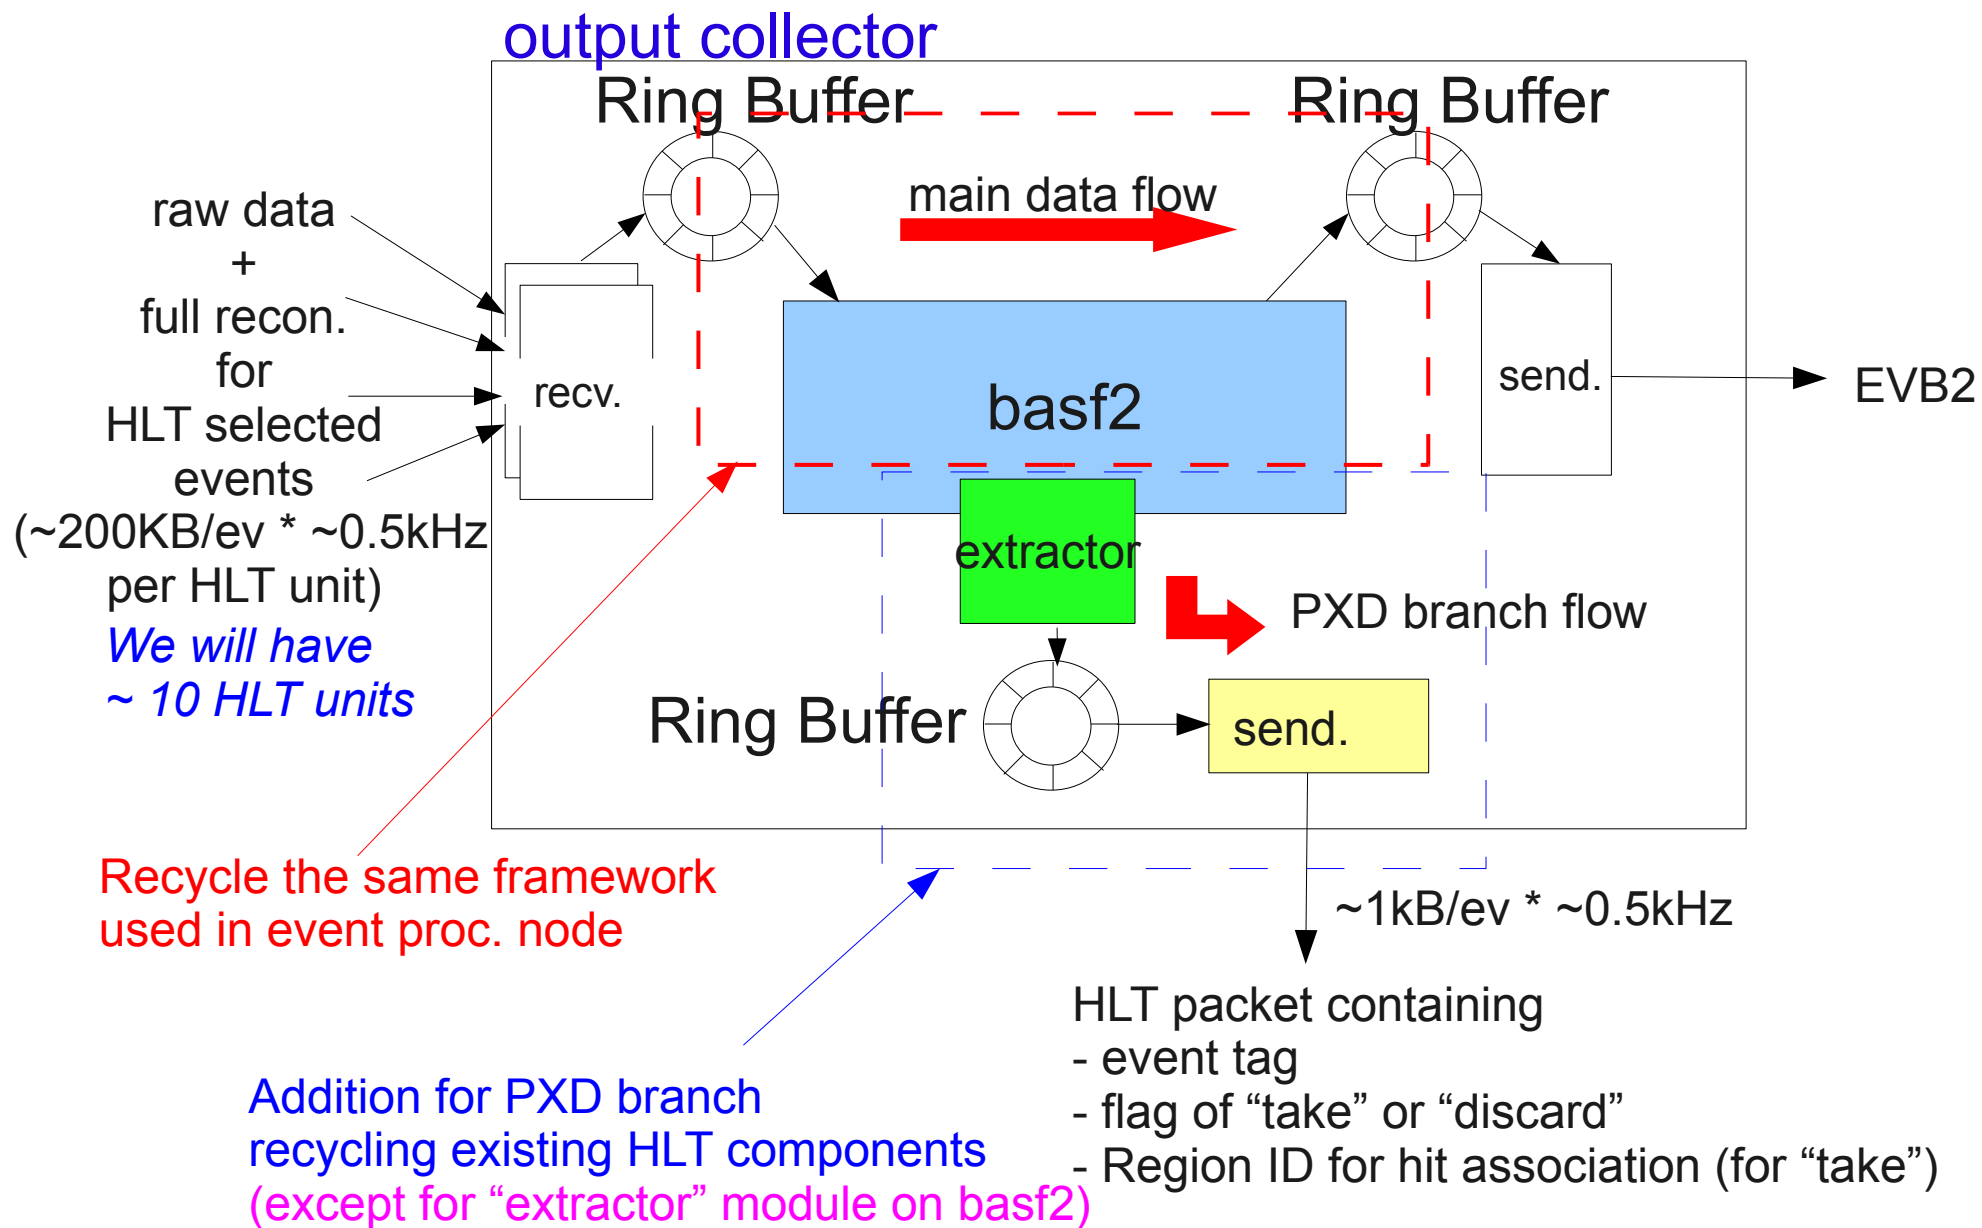 output collector
Ring Buffer
Ring Buffer
main data flow
raw data
+
full recon.
for
HLT selected
events
(~200KB/ev * ~0.5kHz
per HLT unit)
We will have
~ 10 HLT units
recv.
basf2
send.
EVB2
extractor
PXD branch flow
Ring Buffer
send.
Recycle the same framework
used in event proc. node
~1kB/ev * ~0.5kHz
HLT packet containing
- event tag
- flag of “take” or “discard”
- Region ID for hit association (for “take”)
Addition for PXD branch
recycling existing HLT components
(except for “extractor” module on basf2)